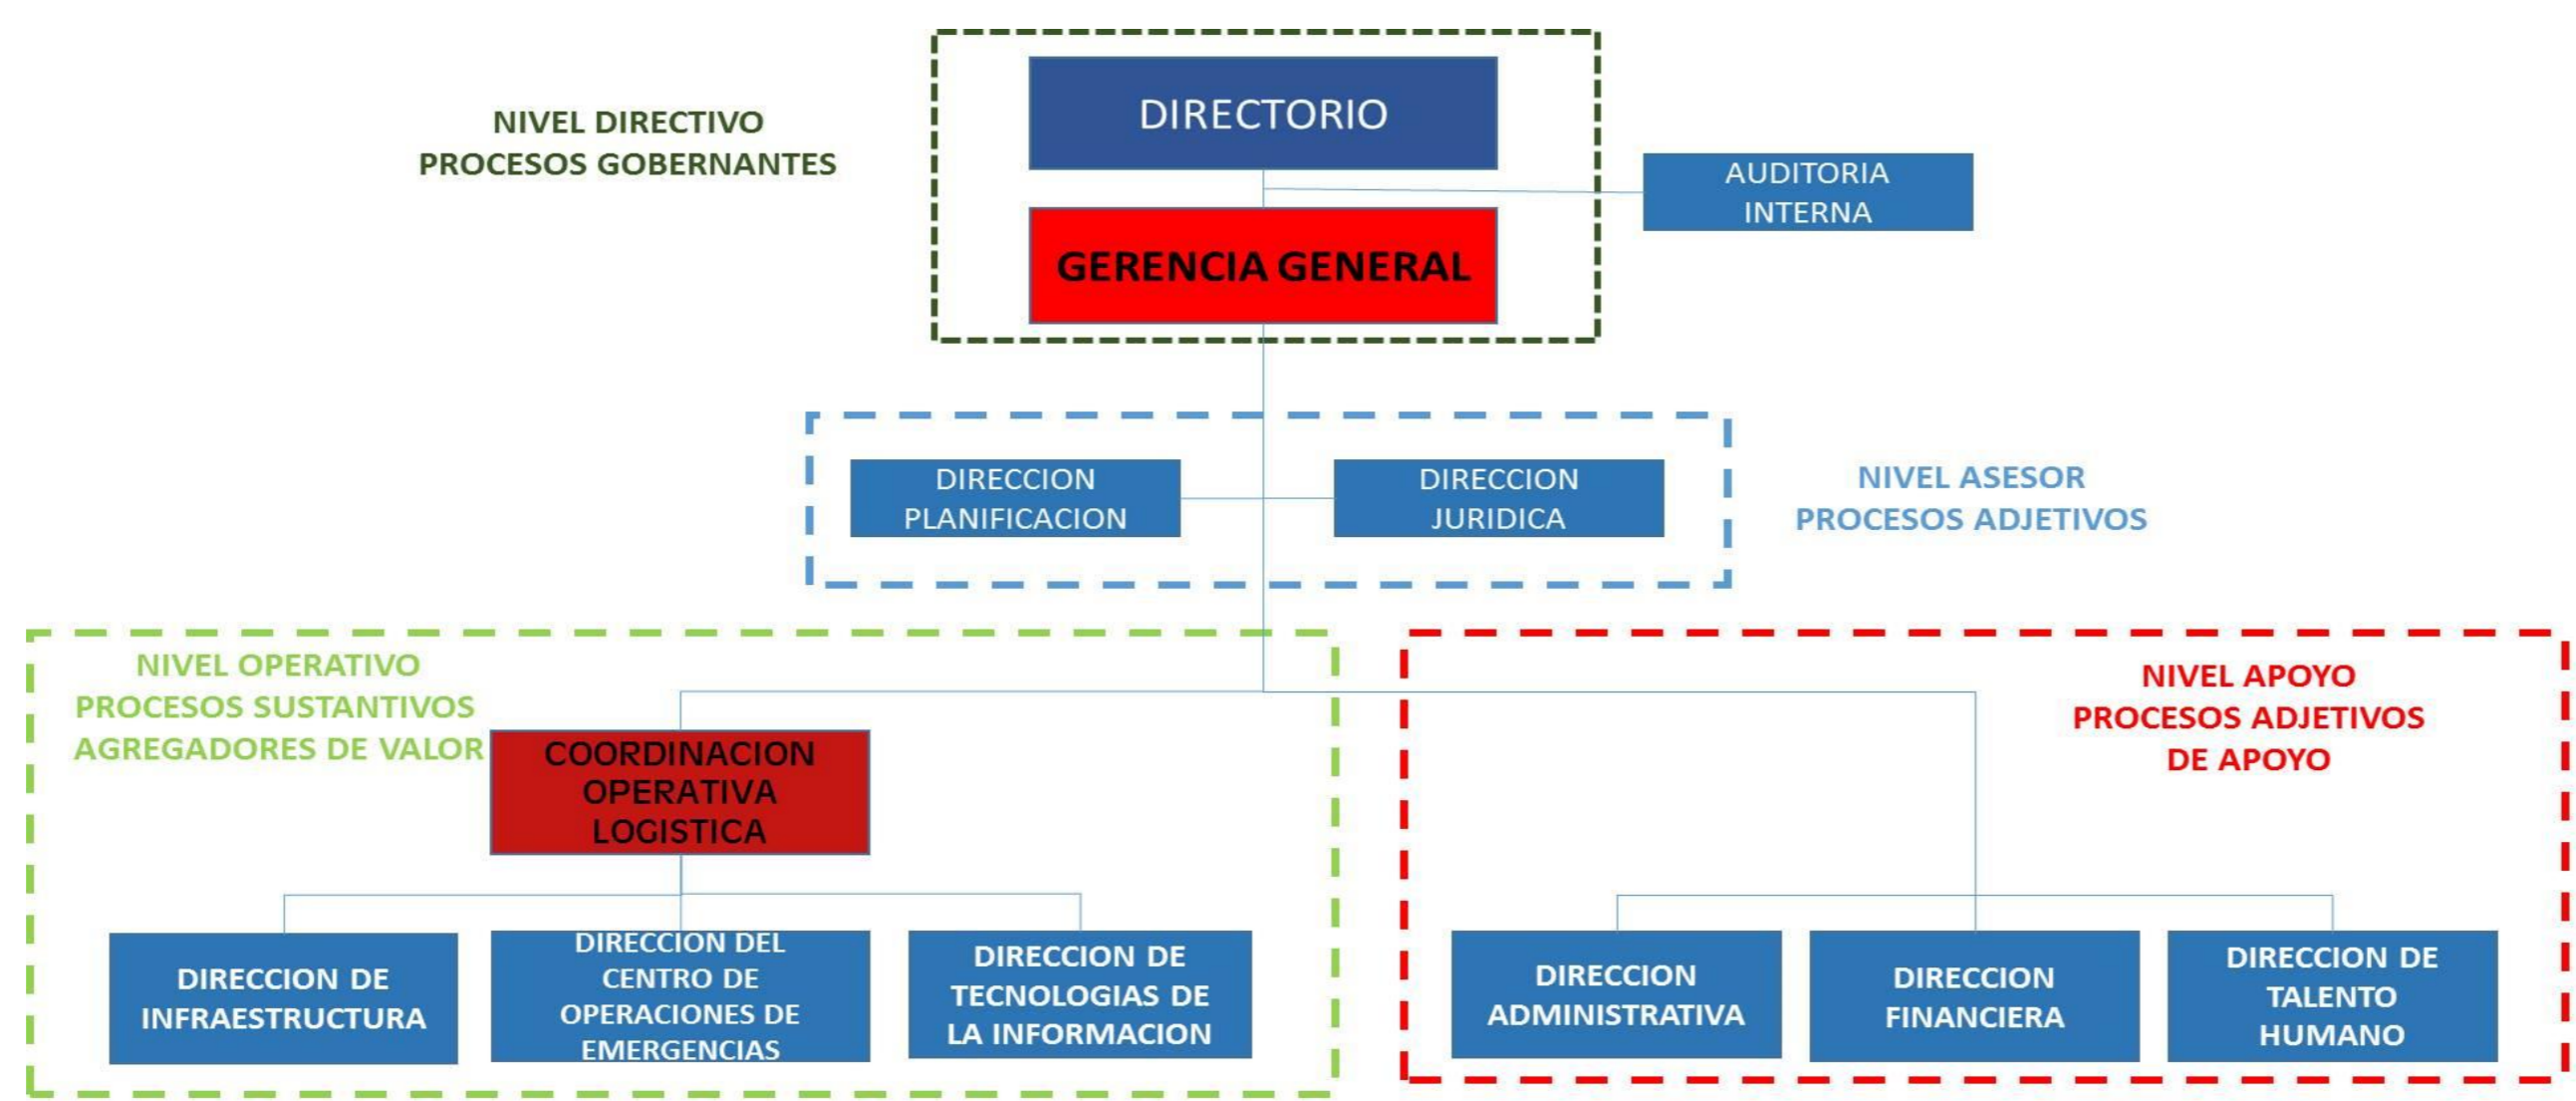 NIVEL DIRECTIVO
PROCESOS GOBERNANTES
DIRECTORIO
AUDITORIA
INTERNA
GERENCIA GENERAL
DIRECCION
PLANIFICACION
DIRECCION
JURIDICA
NIVEL ASESOR
PROCESOS ADJETIVOS
NIVEL OPERATIVO
PROCESOS SUSTANTIVOS
AGREGADORES DE VALOR
COORDINACION
OPERATIVA
LOGISTICA
NIVEL APOYO
PROCESOS ADJETIVOS
DE APOYO
DIRECCION DE
INFRAESTRUCTURA
DIRECCION DEL
CENTRO DE
OPERACIONES DE
EMERGENCIAS
DIRECCION DE
TECNOLOGIAS DE
LA INFORMACION
DIRECCION
ADMINISTRATIVA
DIRECCION
FINANCIERA
DIRECCION DE
TALENTO
HUMANO